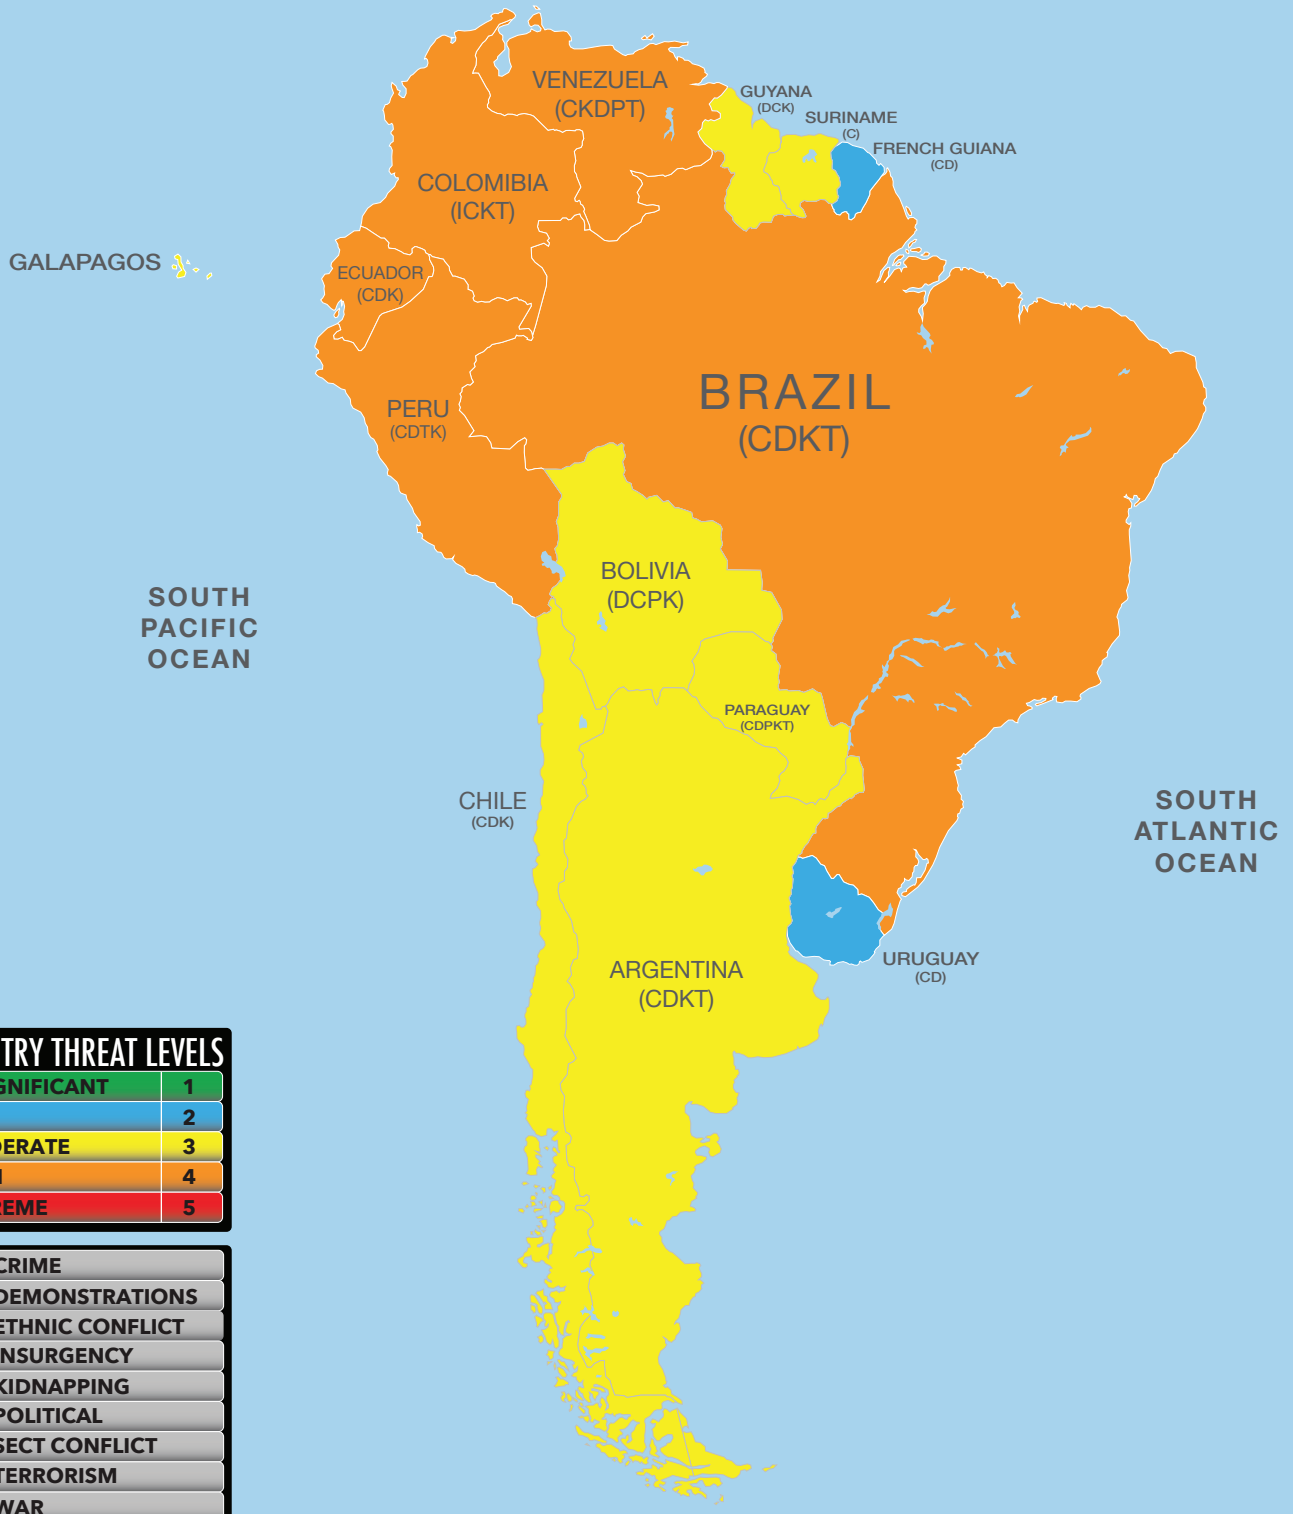 VENEZUELA
(CKDPT)
GUYANA
(DCK)
SURINAME
(C)
FRENCH GUIANA
(CD)
COLOMIBIA
(ICKT)
GALAPAGOS
ECUADOR
(CDK)
BRAZIL
(CDKT)
PERU
(CDTK)
BOLIVIA
(DCPK)
SOUTH
PACIFIC
OCEAN
PARAGUAY
(CDPKT)
CHILE
(CDK)
SOUTH
ATLANTIC
OCEAN
ARGENTINA
(CDKT)
URUGUAY
(CD)
TRY THREAT LEVELS
GNIFICANT 1
2
DERATE 3
4
REME 5
CRIME
DEMONSTRATIONS
ETHNIC CONFLICT
INSURGENCY
KIDNAPPING
POLITICAL
SECT CONFLICT
TERRORISM
WAR